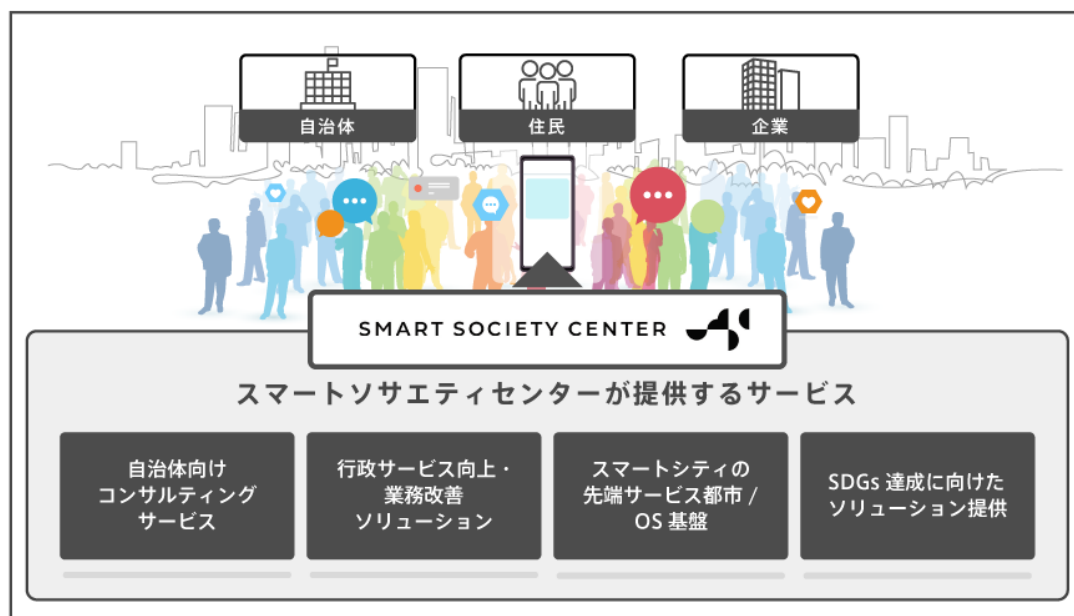 自治体
住民
企業
SMART SOCIETY CENTER
スマートソサエティセンターが提供するサービス
自治体向け
コンサルティング
サービス
行政サービス向上・
業務改善
ソリューション
スマートシティの
先端サービス都市 /
OS 基盤
SDGs 達成に向けた
ソリューション提供